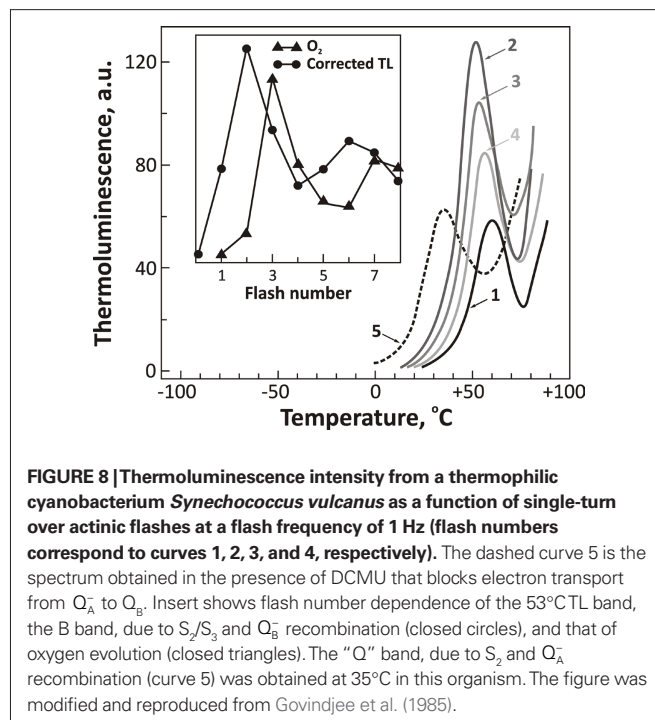 O₂
Corrected TL
1
3
5
7
Flash number
Thermoluminescence, a.u.
120
80
40
0
2
3
4
1
5
-100
-50
0
+50
+100
Temperature, °C
FIGURE 8 | Thermoluminescence intensity from a thermophilic
cyanobacterium Synechococcus vulcanus as a function of single-turn
over actinic flashes at a flash frequency of 1 Hz (flash numbers
correspond to curves 1, 2, 3, and 4, respectively). The dashed curve 5 is the
spectrum obtained in the presence of DCMU that blocks electron transport
from Q_A^- to Q_B. Insert shows flash number dependence of the 53°C TL band,
the B band, due to S₂/S₃ and Q_B^- recombination (closed circles), and that of
oxygen evolution (closed triangles). The “Q” band, due to S₂ and Q_A^-
recombination (curve 5) was obtained at 35°C in this organism. The figure was
modified and reproduced from Govindjee et al. (1985).